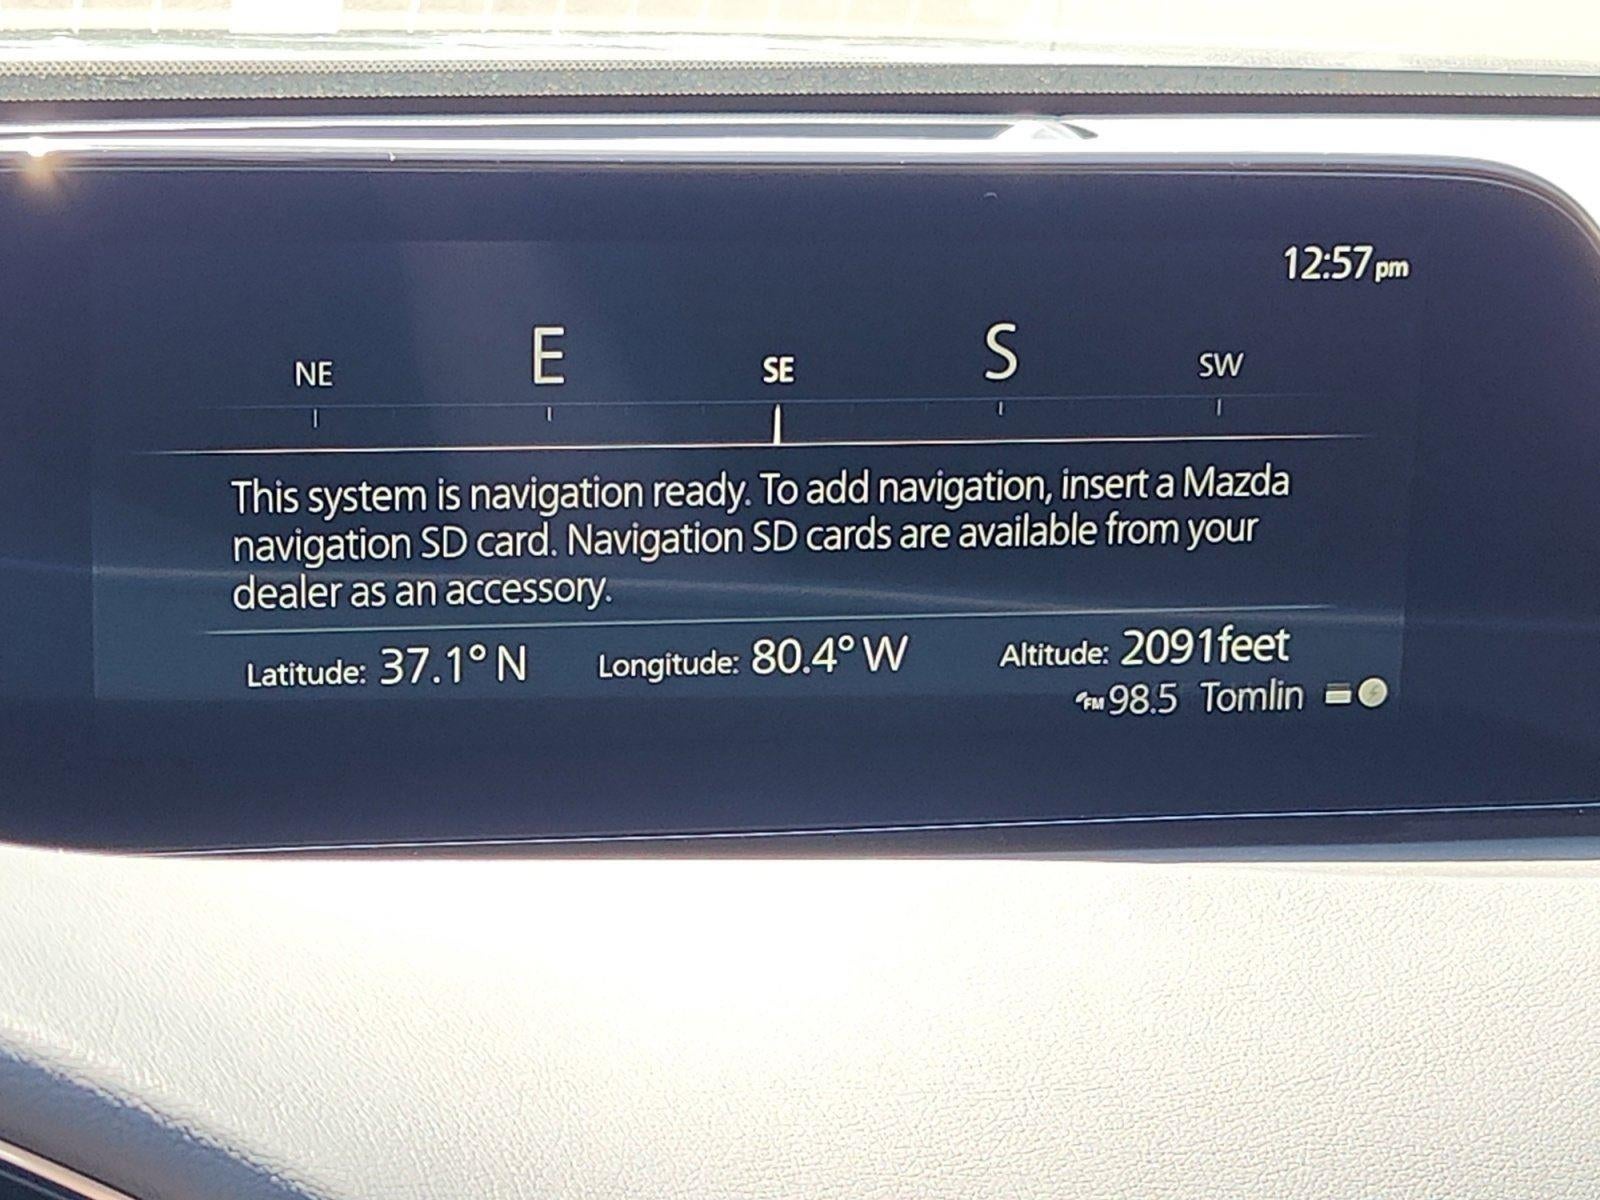 12:57pm
NE E SE S SW
This system is navigation ready. To add navigation, insert a Mazda
navigation SD card. Navigation SD cards are available from your
dealer as an accessory.
Latitude: 37.1° N Longitude: 80.4° W Altitude: 2091feet
FM 98.5 Tomlin